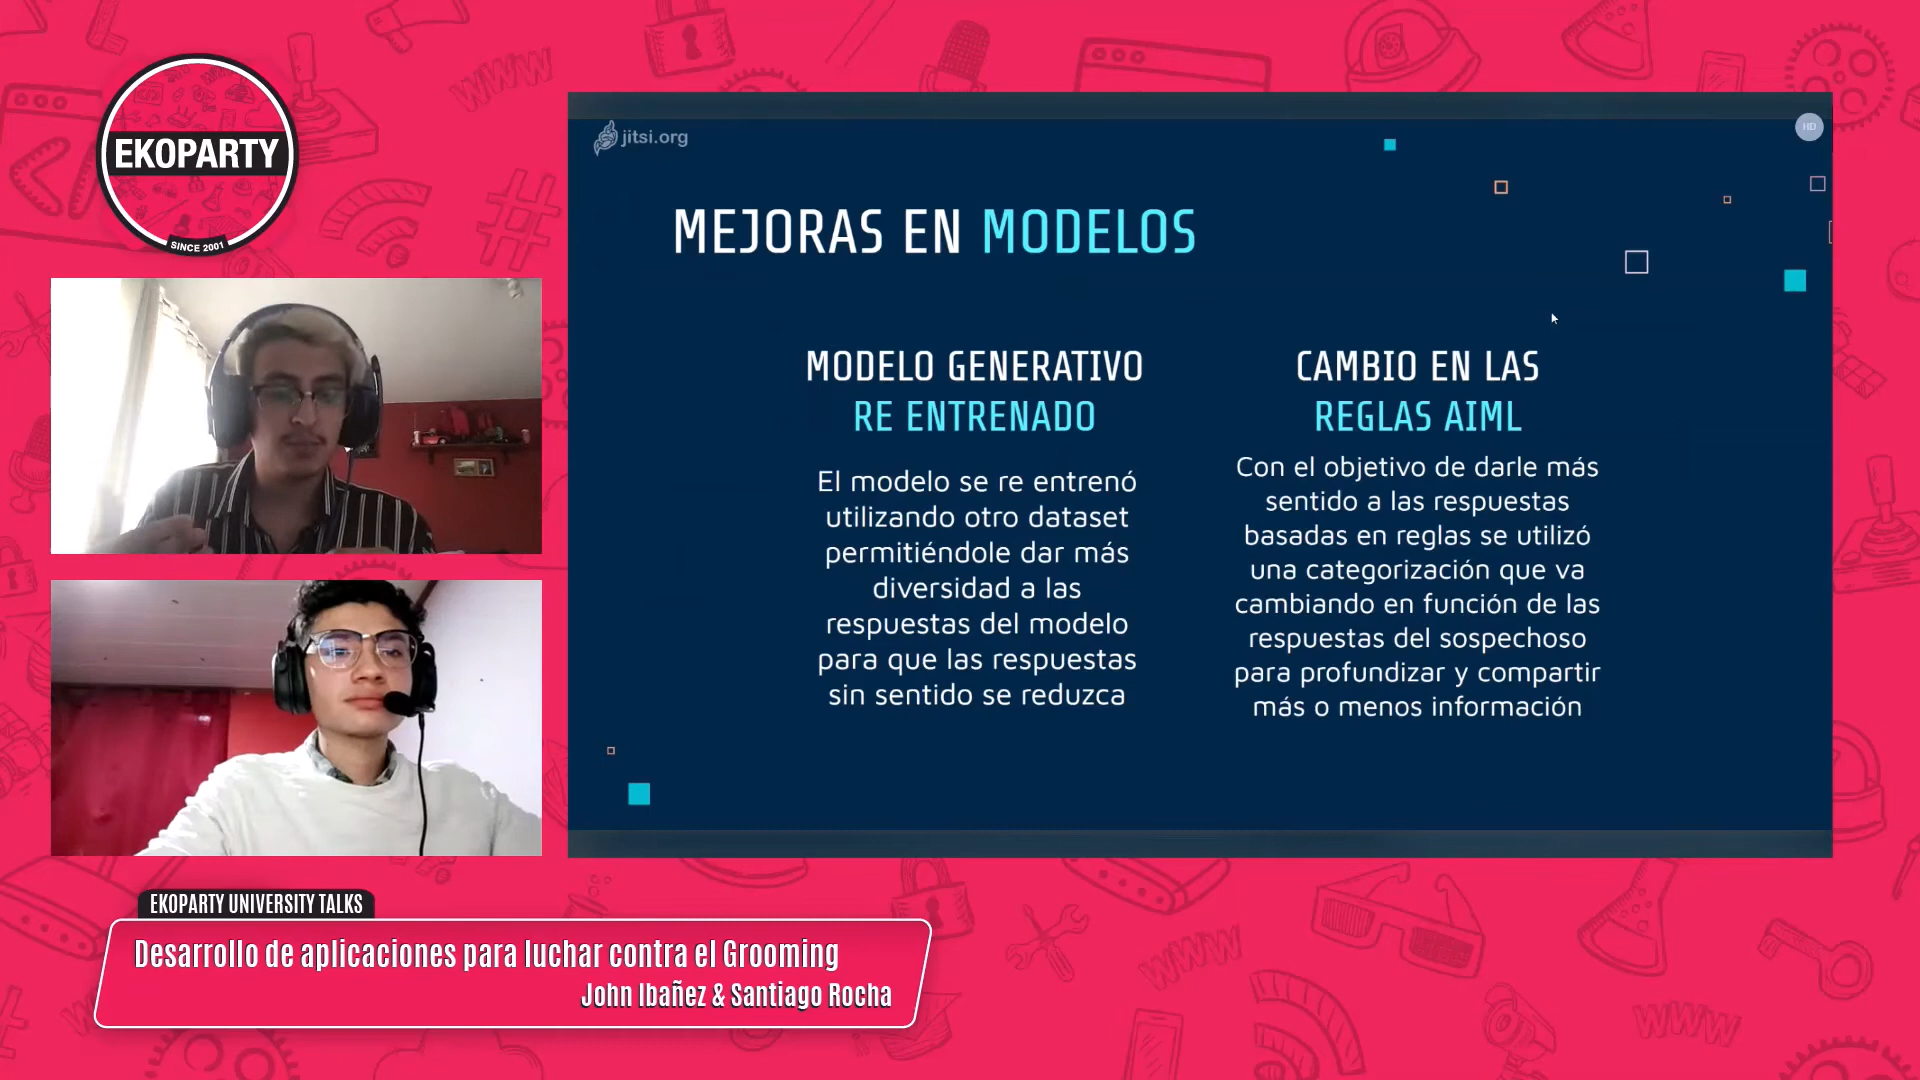 EKOPARTY
SINCE 2001
jitsi.org
HD
MEJORAS EN MODELOS
MODELO GENERATIVO
RE ENTRENADO
El modelo se re entrenó
utilizando otro dataset
permitiéndole dar más
diversidad a las
respuestas del modelo
para que las respuestas
sin sentido se reduzca
CAMBIO EN LAS
REGLAS AIML
Con el objetivo de darle más
sentido a las respuestas
basadas en reglas se utilizó
una categorización que va
cambiando en función de las
respuestas del sospechoso
para profundizar y compartir
más o menos información
EKOPARTY UNIVERSITY TALKS
Desarrollo de aplicaciones para luchar contra el Grooming
John Ibañez & Santiago Rocha
www
www
www